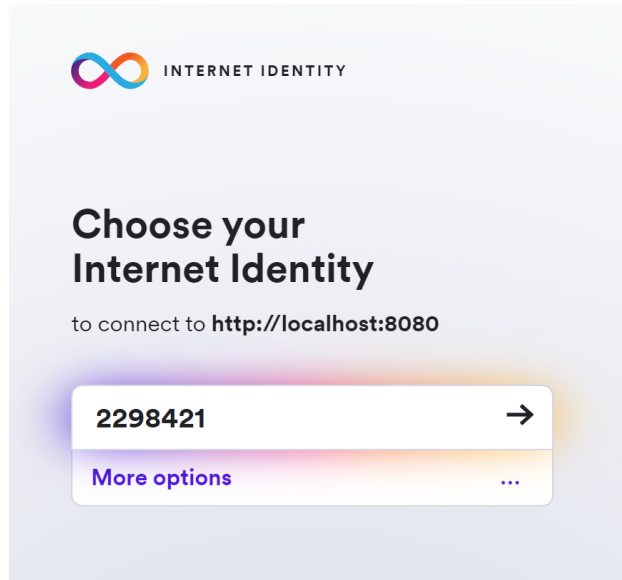 INTERNET IDENTITY
Choose your
Internet Identity
to connect to http://localhost:8080
2298421
More options ...